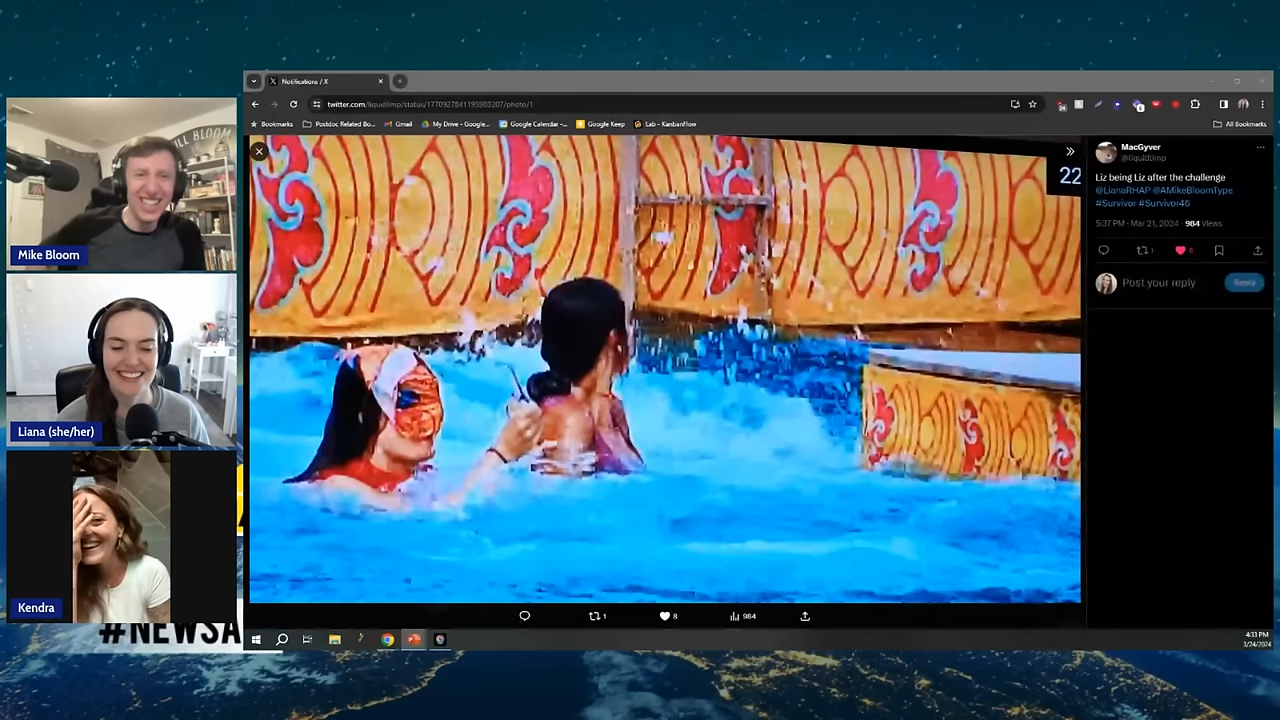 Notifications / X
twitter.com/liquidlimp/status/1770927841195983207/photo/1
Bookmarks
Postdoc Related Bo...
Gmail
My Drive - Google...
Google Calendar -...
Google Keep
Lab - KanbanFlow
All Bookmarks
MacGyver
@liquidlimp
Liz being Liz after the challenge
@LianaRHAP @AMikeBloomType
#Survivor #Survivor46
5:37 PM · Mar 21, 2024 984 Views
1
8
Post your reply
Reply
22
BLOOM
Mike Bloom
Liana (she/her)
Kendra
1
8
984
#NEWSA
4:33 PM
3/24/2024